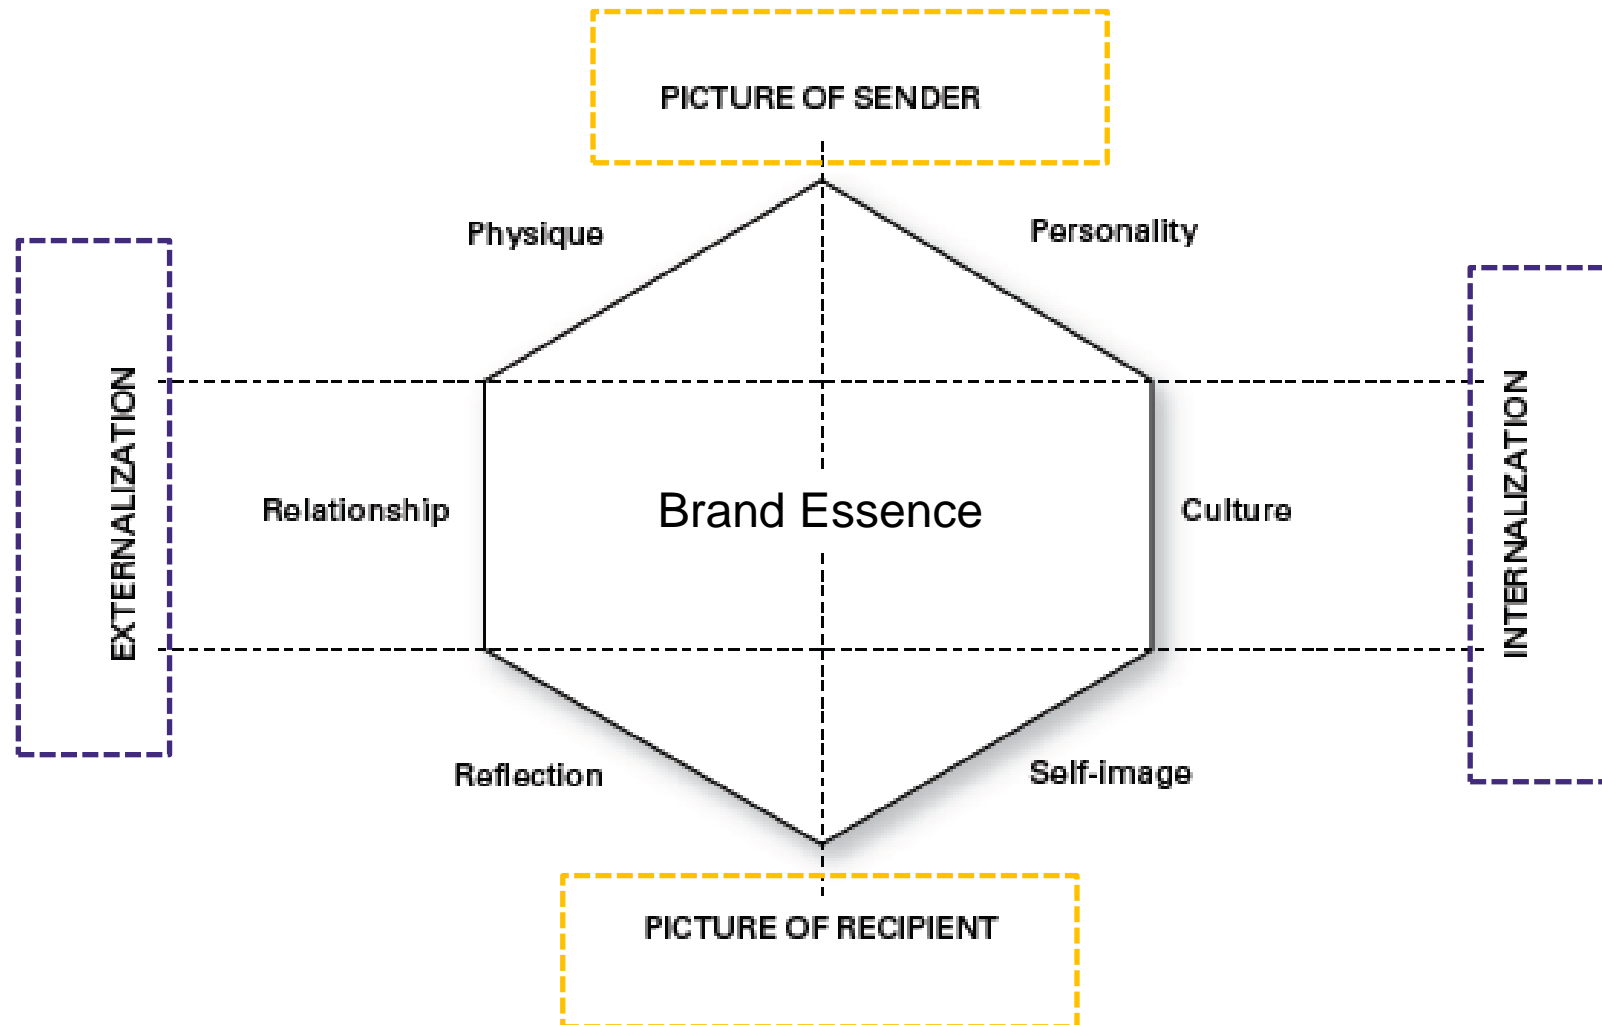 PICTURE OF SENDER
Physique
Personality
EXTERNALIZATION
INTERNALIZATION
Relationship
Brand Essence
Culture
Reflection
Self-image
PICTURE OF RECIPIENT